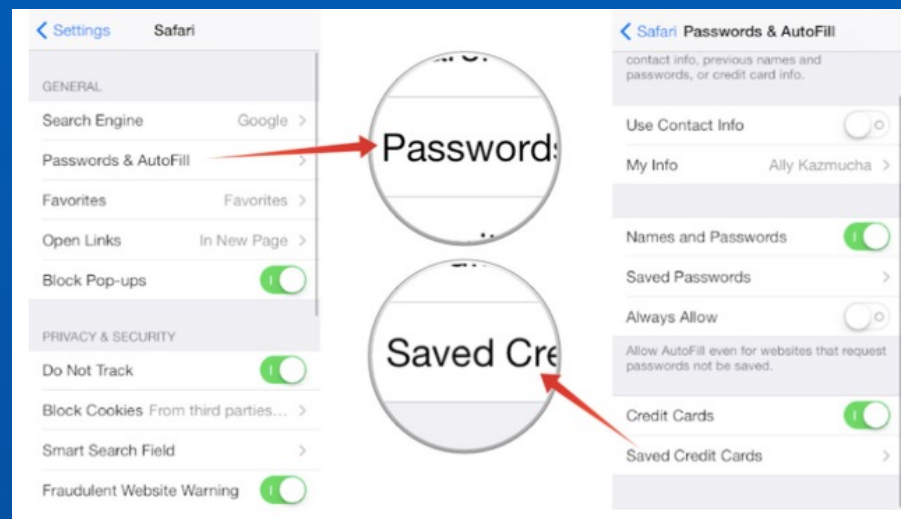 Settings Safari
GENERAL
Search Engine Google
Passwords & AutoFill
Favorites Favorites
Open Links In New Page
Block Pop-ups
PRIVACY & SECURITY
Do Not Track
Block Cookies From third parties...
Smart Search Field
Fraudulent Website Warning
Password
Saved Cre
Safari Passwords & AutoFill
contact info, previous names and
passwords, or credit card info.
Use Contact Info
My Info Ally Kazmucha
Names and Passwords
Saved Passwords
Always Allow
Allow AutoFill even for websites that request
passwords not be saved.
Credit Cards
Saved Credit Cards